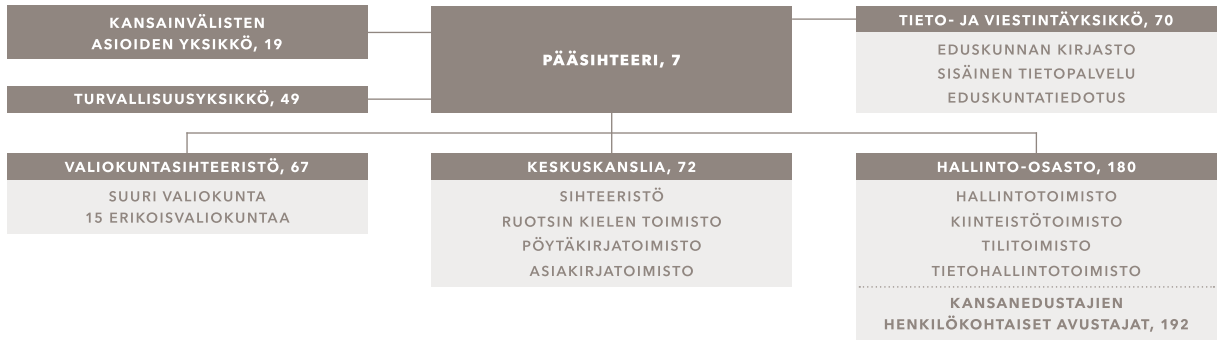 KANSAINVÄLISTEN
ASIOIDEN YKSIKKÖ, 19
TURVALLISUUSYKSIKKÖ, 49
PÄÄSIHTEERI, 7
TIETO- JA VIESTINTÄYKSIKKÖ, 70
EDUSKUNNAN KIRJASTO
SISÄINEN TIETOPALVELU
EDUSKUNTATIEDOTUS
VALIOKUNTASIHTEERISTÖ, 67
SUURI VALIOKUNTA
15 ERIKOISVALIOKUNTAA
KESKUSKANSLIA, 72
SIHTEERISTÖ
RUOTSIN KIELEN TOIMISTO
PÖYTÄKIRJATOIMISTO
ASIAKIRJATOIMISTO
HALLINTO-OSASTO, 180
HALLINTOTOIMISTO
KIINTEISTÖTOIMISTO
TILITOIMISTO
TIETOHALLINTOTOIMISTO
KANSANEDUSTAJIEN
HENKILÖKOHTAISET AVUSTAJAT, 192